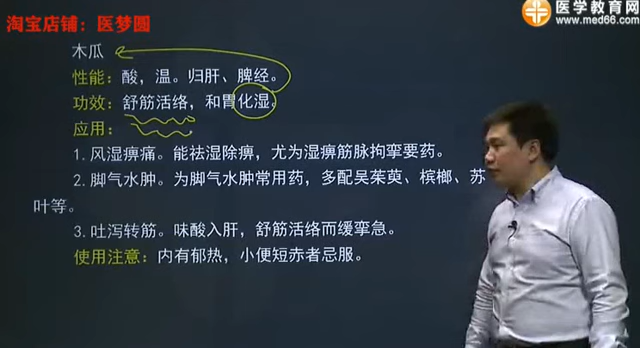 淘宝店铺：医梦圆
医学教育网
www.med66.com
木瓜
性能：酸，温。归肝、脾经。
功效：舒筋活络，和胃化湿。
应用：
1.风湿痹痛。能祛湿除痹，尤为湿痹筋脉拘挛要药。
2.脚气水肿。为脚气水肿常用药，多配吴茱萸、槟榔、苏
叶等。
3.吐泻转筋。味酸入肝，舒筋活络而缓挛急。
使用注意：内有郁热，小便短赤者忌服。